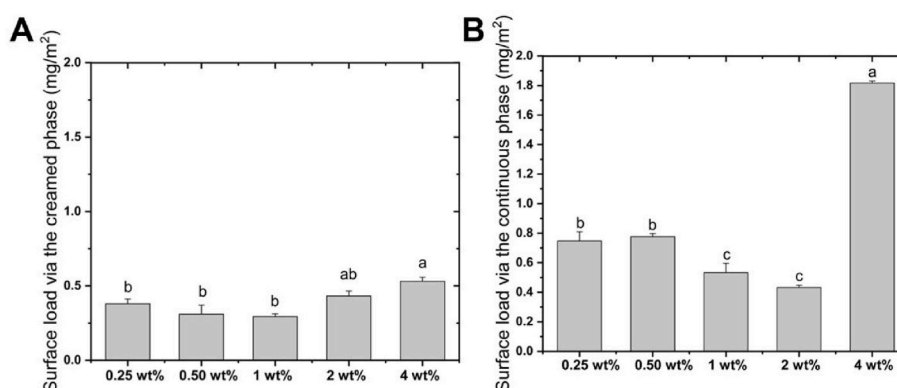 A
Surface load via the creamed phase (mg/m²)
2.0
1.5
1.0
0.5
0.0
b
b
b
ab
a
0.25 wt%
0.50 wt%
1 wt%
2 wt%
4 wt%
B
Surface load via the continuous phase (mg/m²)
2.0
1.8
1.6
1.4
1.2
1.0
0.8
0.6
0.4
0.2
0.0
b
b
c
c
a
0.25 wt%
0.50 wt%
1 wt%
2 wt%
4 wt%